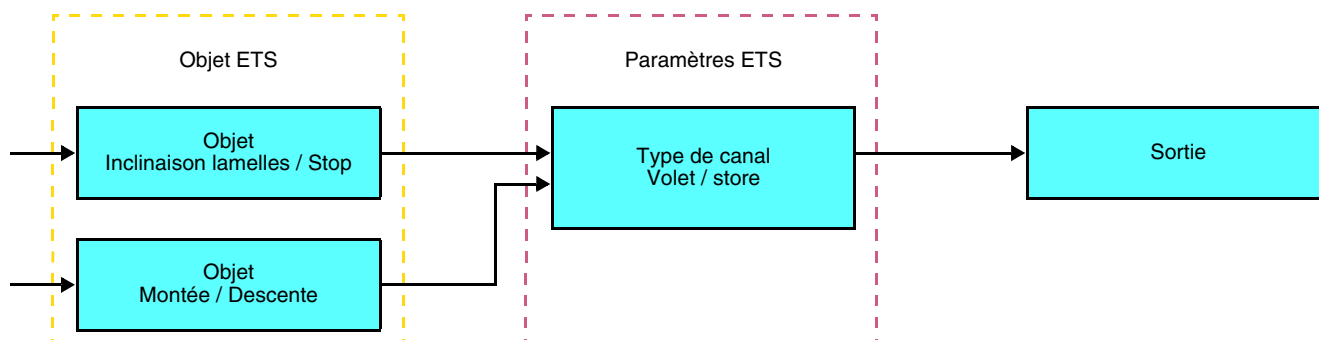 Objet ETS
Paramètres ETS
Objet
Inclinaison lamelles / Stop
Type de canal
Volet / store
Sortie
Objet
Montée / Descente